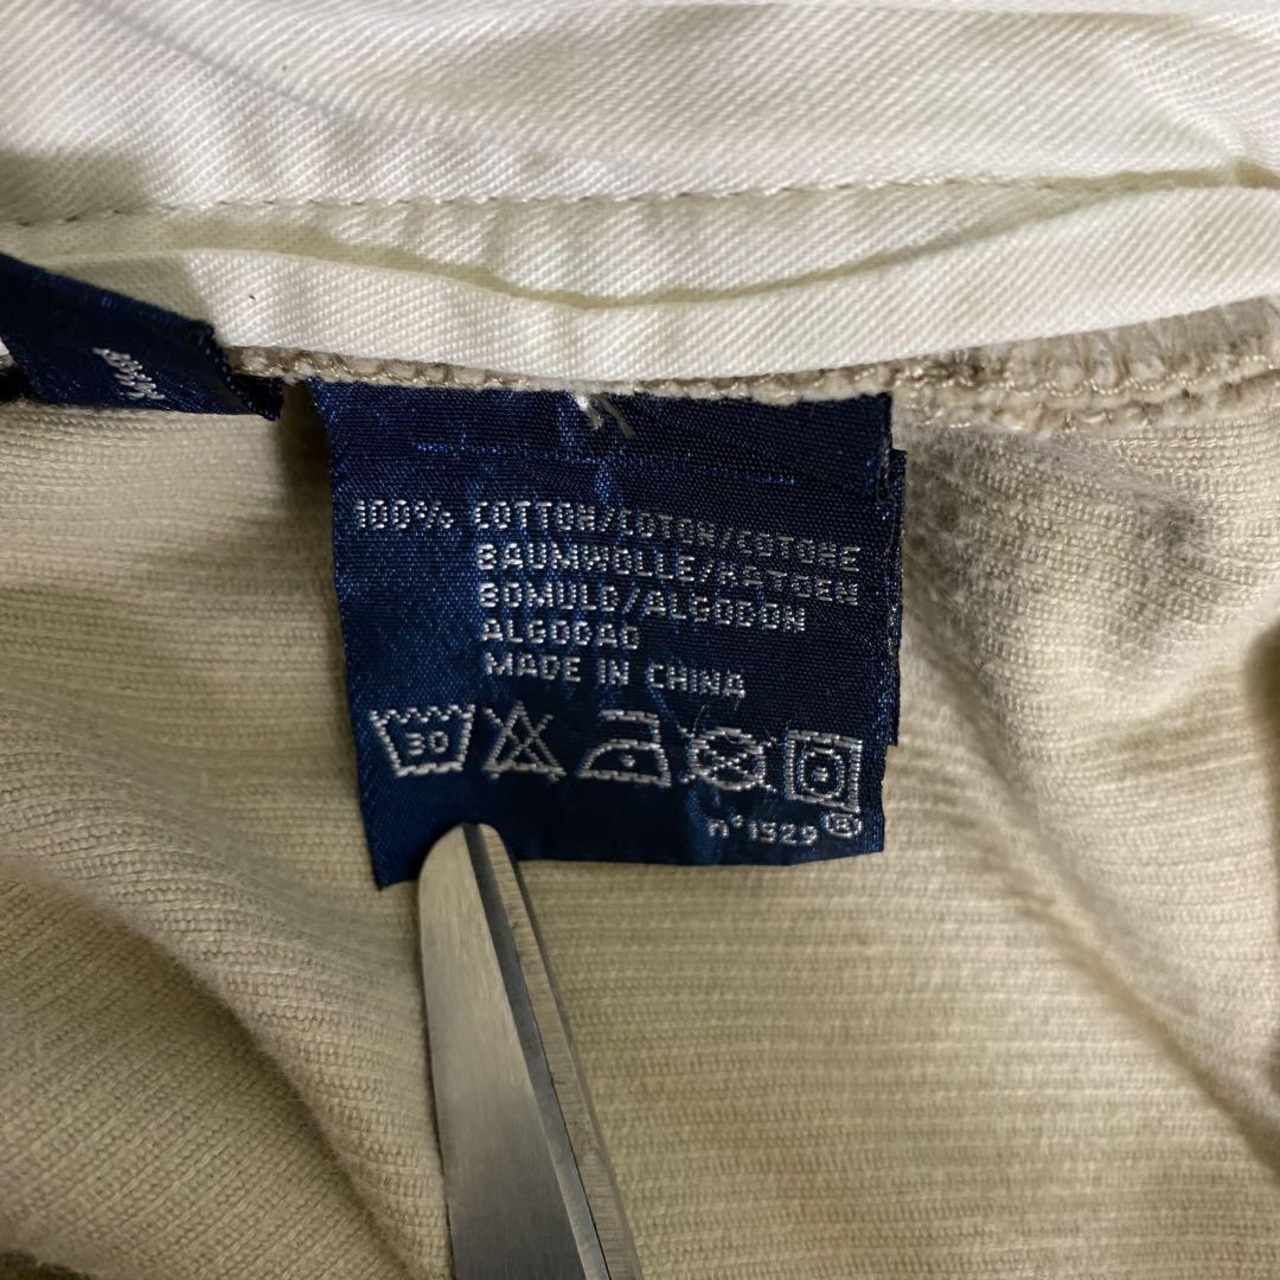 100% COTTON/COTON/COTONE
BAUMWOLLE/KATOEN
BOMULD/ALGODON
ALGODAO
MADE IN CHINA
30
n°1529 ®